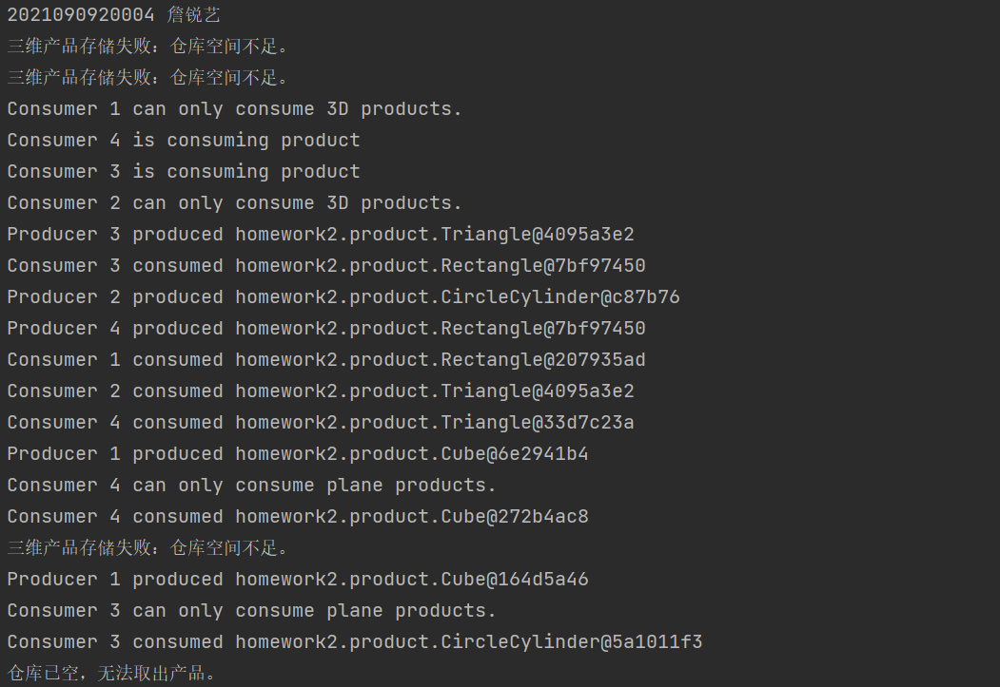 2021090920004 詹锐艺
三维产品存储失败：仓库空间不足。
三维产品存储失败：仓库空间不足。
Consumer 1 can only consume 3D products.
Consumer 4 is consuming product
Consumer 3 is consuming product
Consumer 2 can only consume 3D products.
Producer 3 produced homework2.product.Triangle@4095a3e2
Consumer 3 consumed homework2.product.Rectangle@7bf97450
Producer 2 produced homework2.product.CircleCylinder@c87b76
Producer 4 produced homework2.product.Rectangle@7bf97450
Consumer 1 consumed homework2.product.Rectangle@207935ad
Consumer 2 consumed homework2.product.Triangle@4095a3e2
Consumer 4 consumed homework2.product.Triangle@33d7c23a
Producer 1 produced homework2.product.Cube@6e2941b4
Consumer 4 can only consume plane products.
Consumer 4 consumed homework2.product.Cube@272b4ac8
三维产品存储失败：仓库空间不足。
Producer 1 produced homework2.product.Cube@164d5a46
Consumer 3 can only consume plane products.
Consumer 3 consumed homework2.product.CircleCylinder@5a1011f3
仓库已空，无法取出产品。